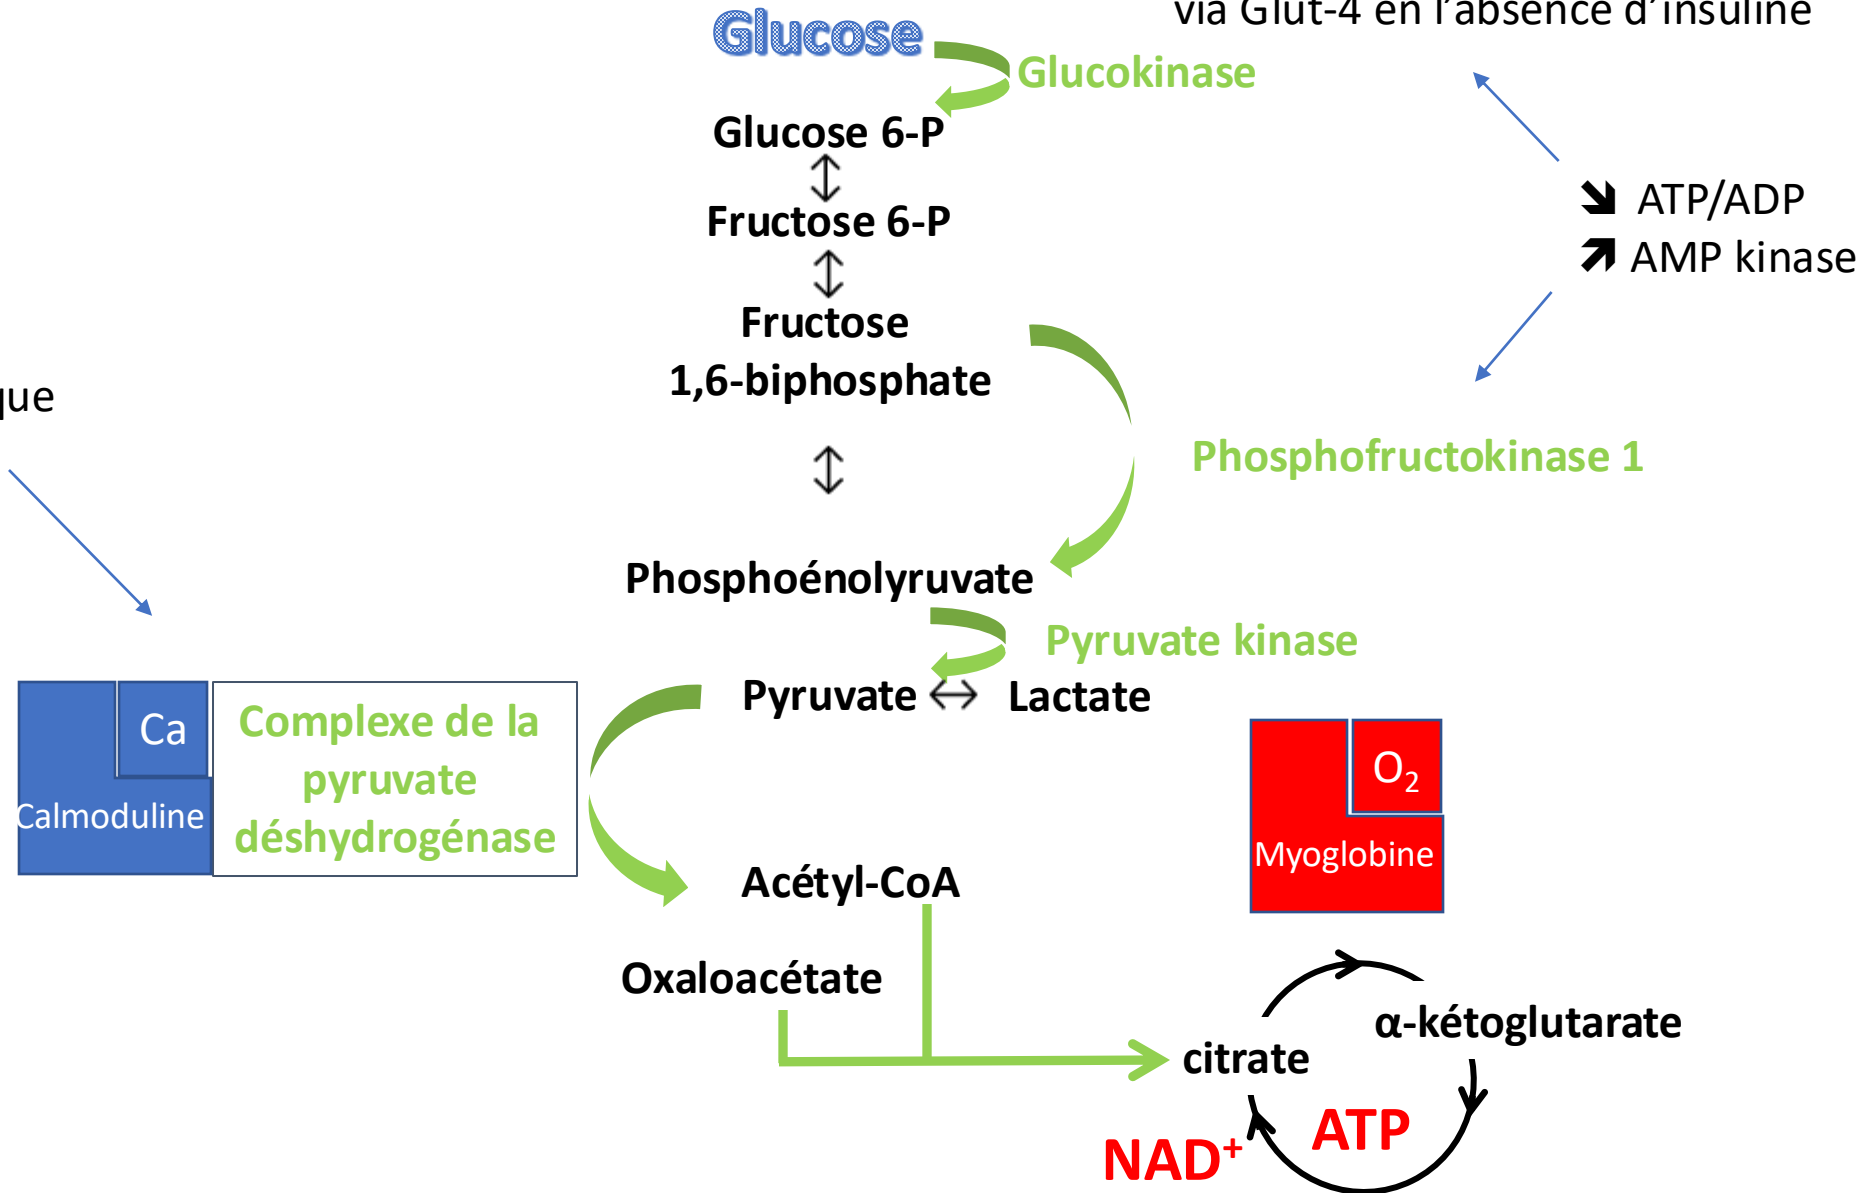 via Glut-4 en l’absence d’insuline
Glucose
Glucokinase
Glucose 6-P
Fructose 6-P
ATP/ADP
AMP kinase
Fructose
1,6-biphosphate
que
Phosphofructokinase 1
Phosphoénolyruvate
Pyruvate kinase
Pyruvate
Lactate
Ca
Calmoduline
Complexe de la
pyruvate
déshydrogénase
O₂
Myoglobine
Acétyl-CoA
Oxaloacétate
α-kétoglutarate
citrate
ATP
NAD⁺